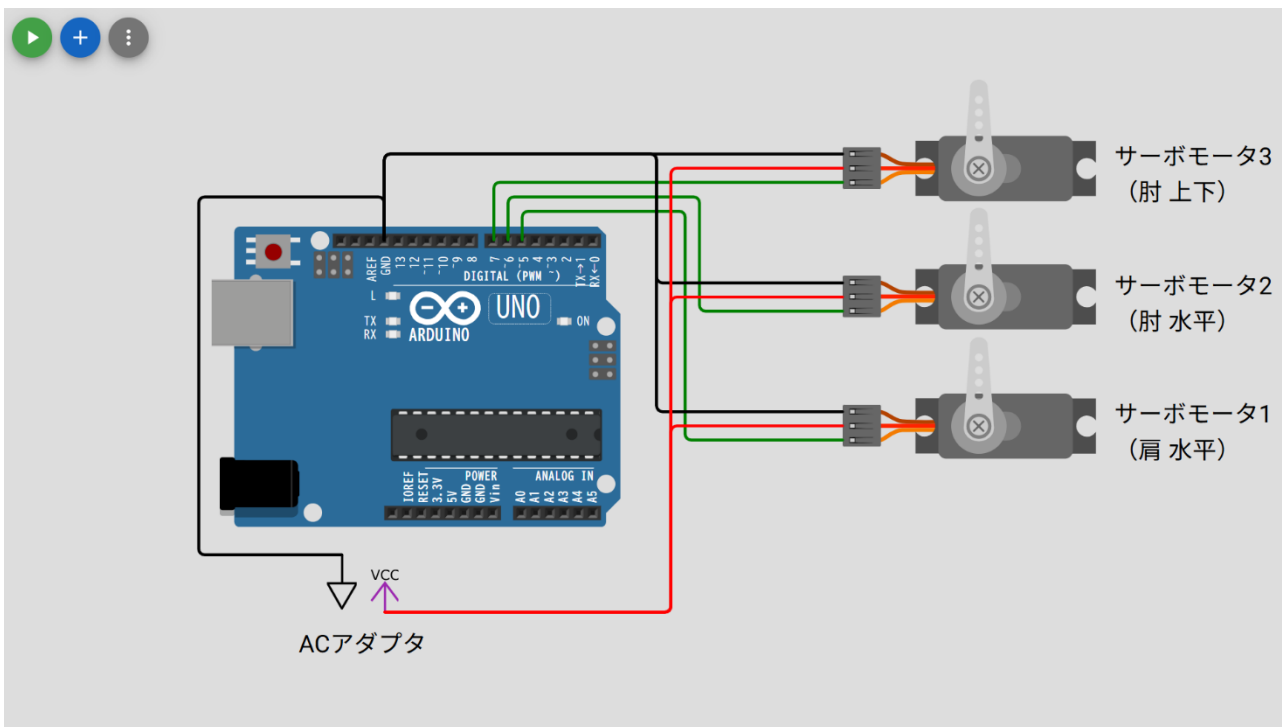 サーボモータ3
（肘 上下）
AREF
GND
13
12
~11
~10
~9
8
7
~6
~5
4
~3
2
TX→1
RX←0
DIGITAL (PWM ~)
L
UNO
TX
ON
RX
ARDUINO
サーボモータ2
（肘 水平）
サーボモータ1
（肩 水平）
IOREF
RESET
3.3V
5V
GND
GND
Vin
POWER
ANALOG IN
A0
A1
A2
A3
A4
A5
VCC
ACアダプタ